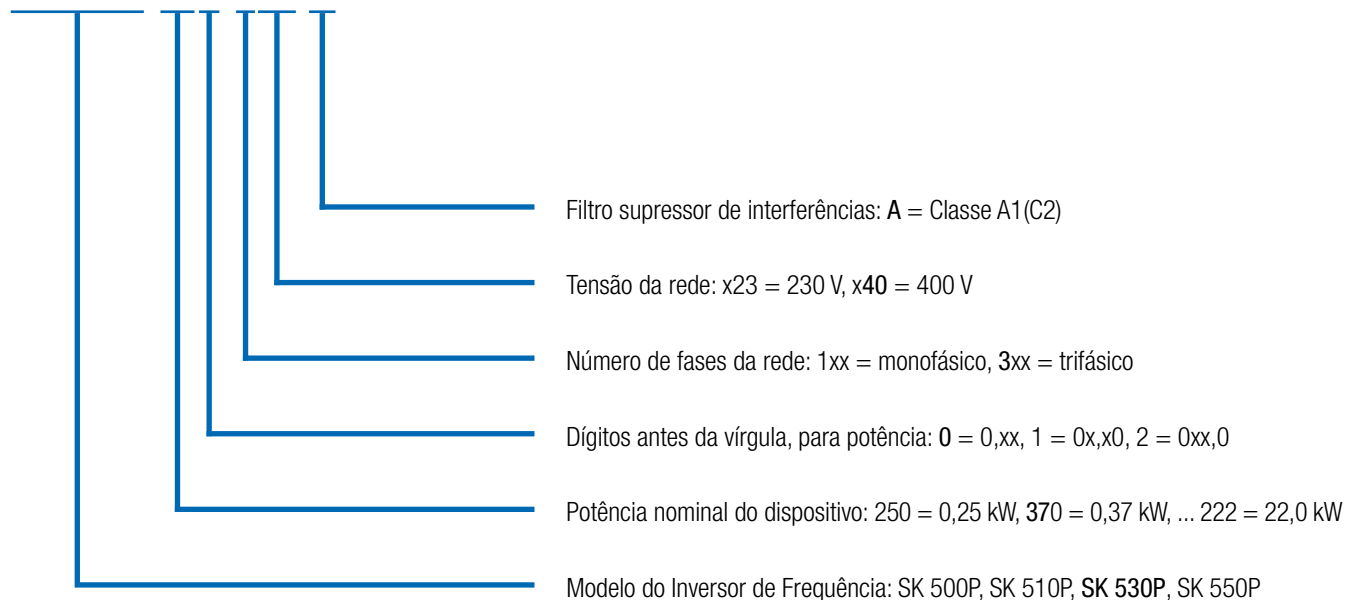 Filtro supressor de interferências: A = Classe A1(C2)
Tensão da rede: x23 = 230 V, x40 = 400 V
Número de fases da rede: 1xx = monofásico, 3xx = trifásico
Dígitos antes da vírgula, para potência: 0 = 0,xx, 1 = 0x,x0, 2 = 0xx,0
Potência nominal do dispositivo: 250 = 0,25 kW, 370 = 0,37 kW, ... 222 = 22,0 kW
Modelo do Inversor de Frequência: SK 500P, SK 510P, SK 530P, SK 550P